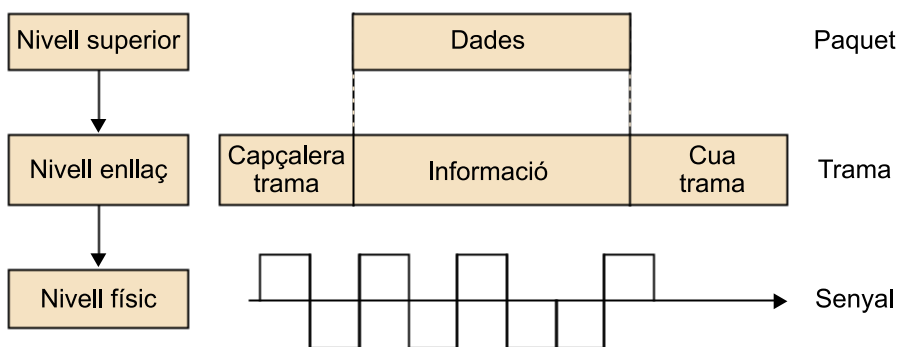 Nivell superior
Dades
Paquet
Nivell enllaç
Capçalera
trama
Informació
Cua
trama
Trama
Nivell físic
Senyal